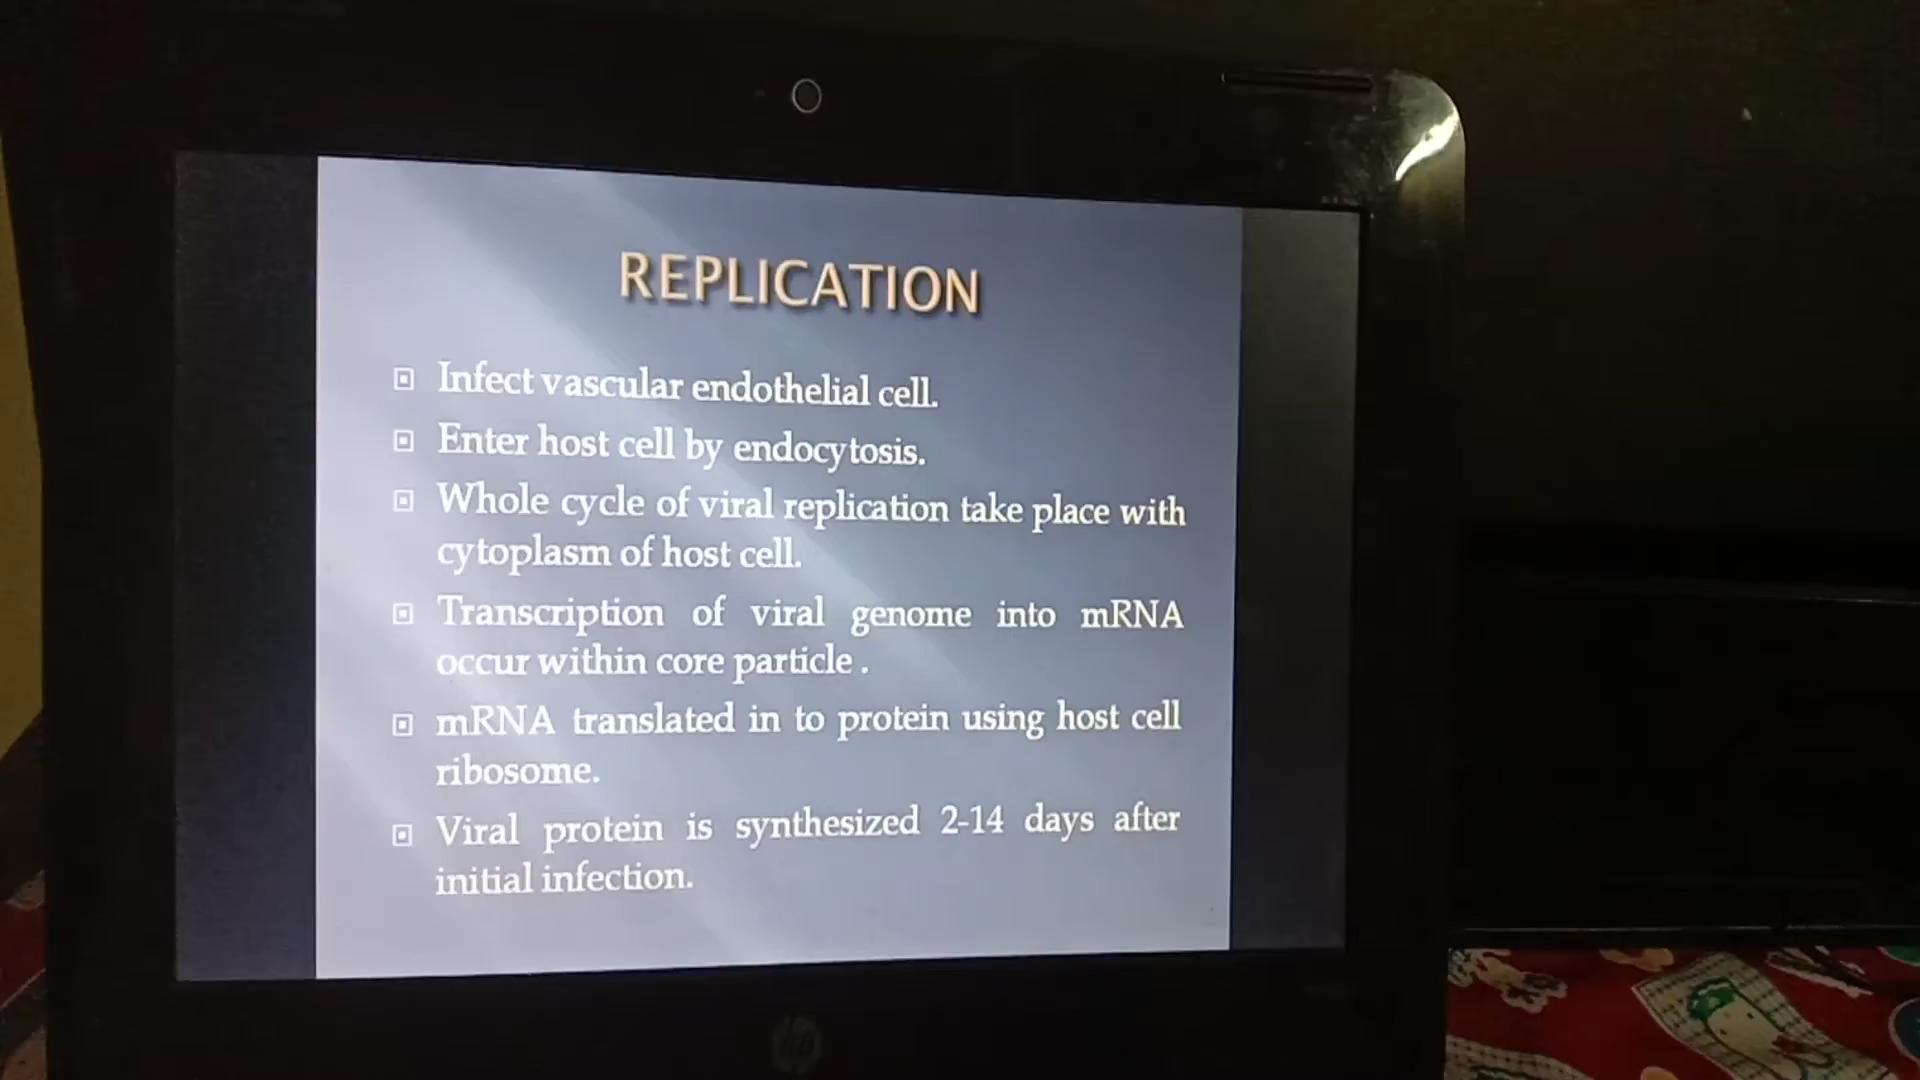 REPLICATION
Infect vascular endothelial cell.
Enter host cell by endocytosis.
Whole cycle of viral replication take place with
cytoplasm of host cell.
Transcription of viral genome into mRNA
occur within core particle .
mRNA translated in to protein using host cell
ribosome.
Viral protein is synthesized 2-14 days after
initial infection.
hp